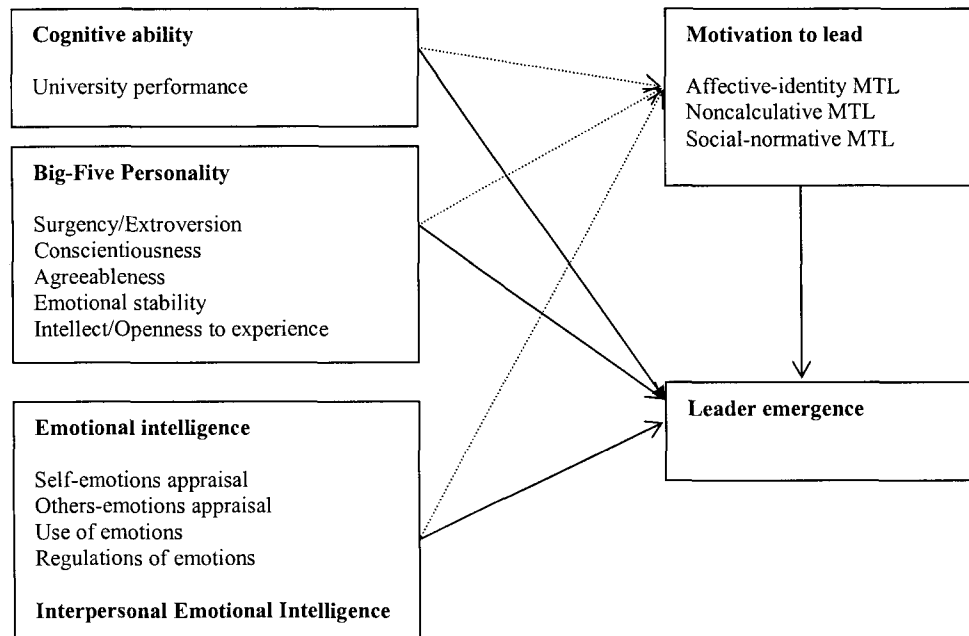 Cognitive ability
University performance
Big-Five Personality
Surgency/Extroversion
Conscientiousness
Agreeableness
Emotional stability
Intellect/Openness to experience
Emotional intelligence
Self-emotions appraisal
Others-emotions appraisal
Use of emotions
Regulations of emotions
Interpersonal Emotional Intelligence
Motivation to lead
Affective-identity MTL
Noncalculative MTL
Social-normative MTL
Leader emergence